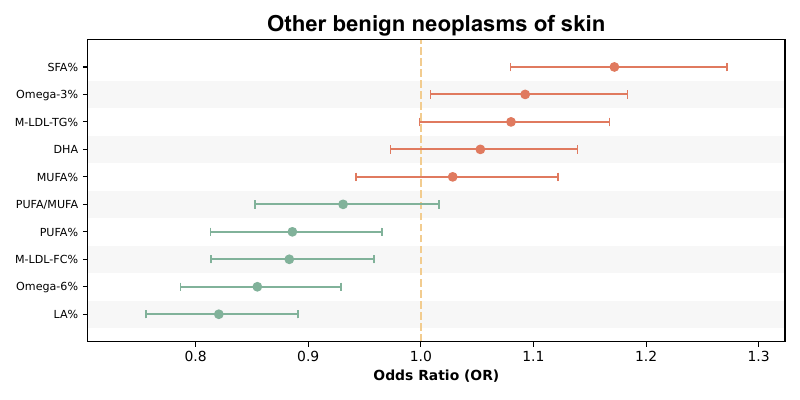 Other benign neoplasms of skin
SFA%
Omega-3%
M-LDL-TG%
DHA
MUFA%
PUFA/MUFA
PUFA%
M-LDL-FC%
Omega-6%
LA%
0.8 0.9 1.0 1.1 1.2 1.3
Odds Ratio (OR)